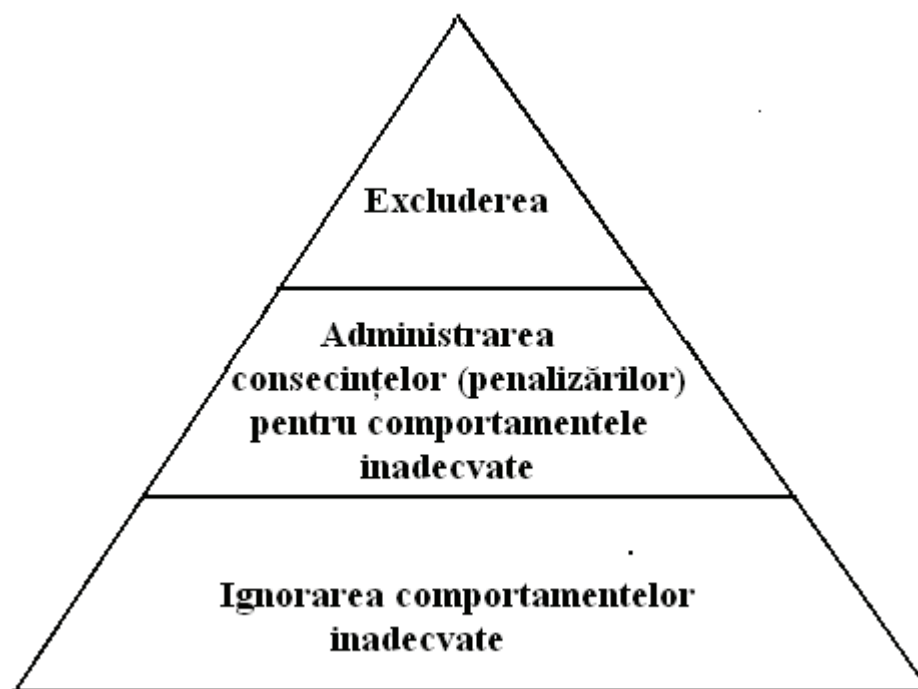 Excluderea
Administrarea
consecințelor (penalizărilor)
pentru comportamentele
inadecvate
Ignorarea comportamentelor
inadecvate